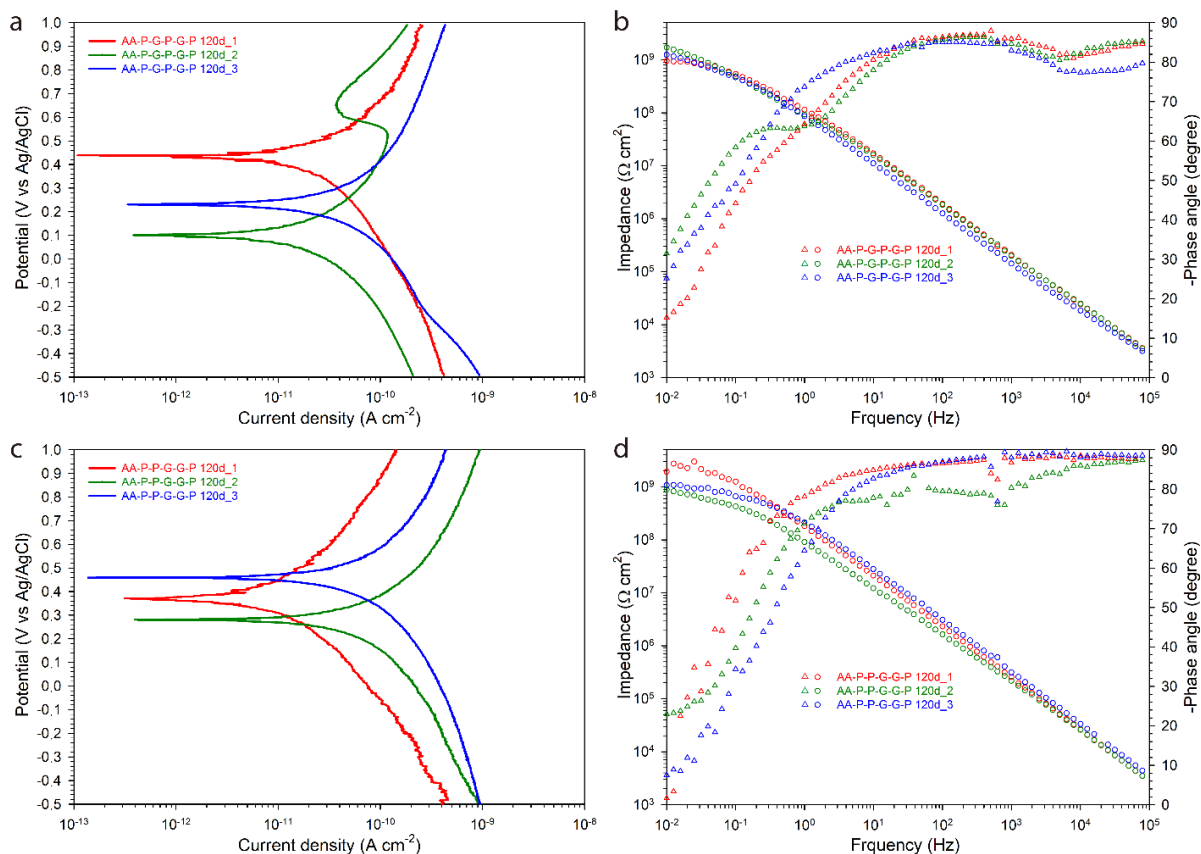 a
AA-P-G-P-G-P 120d_1
AA-P-G-P-G-P 120d_2
AA-P-G-P-G-P 120d_3
Potential (V vs Ag/AgCl)
1.0
0.9
0.8
0.7
0.6
0.5
0.4
0.3
0.2
0.1
0.0
-0.1
-0.2
-0.3
-0.4
-0.5
10-13 10-12 10-11 10-10 10-9 10-8
Current density (A cm-2)
b
AA-P-G-P-G-P 120d_1
AA-P-G-P-G-P 120d_2
AA-P-G-P-G-P 120d_3
Impedance (Ω cm2)
109
108
107
106
105
104
103
-Phase angle (degree)
90
80
70
60
50
40
30
20
10
0
10-2 10-1 100 101 102 103 104 105
Frquency (Hz)
c
AA-P-P-G-G-P 120d_1
AA-P-P-G-G-P 120d_2
AA-P-P-G-G-P 120d_3
Potential (V vs Ag/AgCl)
1.0
0.9
0.8
0.7
0.6
0.5
0.4
0.3
0.2
0.1
0.0
-0.1
-0.2
-0.3
-0.4
-0.5
10-13 10-12 10-11 10-10 10-9 10-8
Current density (A cm-2)
d
AA-P-P-G-G-P 120d_1
AA-P-P-G-G-P 120d_2
AA-P-P-G-G-P 120d_3
Impedance (Ω cm2)
109
108
107
106
105
104
103
-Phase angle (degree)
90
80
70
60
50
40
30
20
10
0
10-2 10-1 100 101 102 103 104 105
Frquency (Hz)